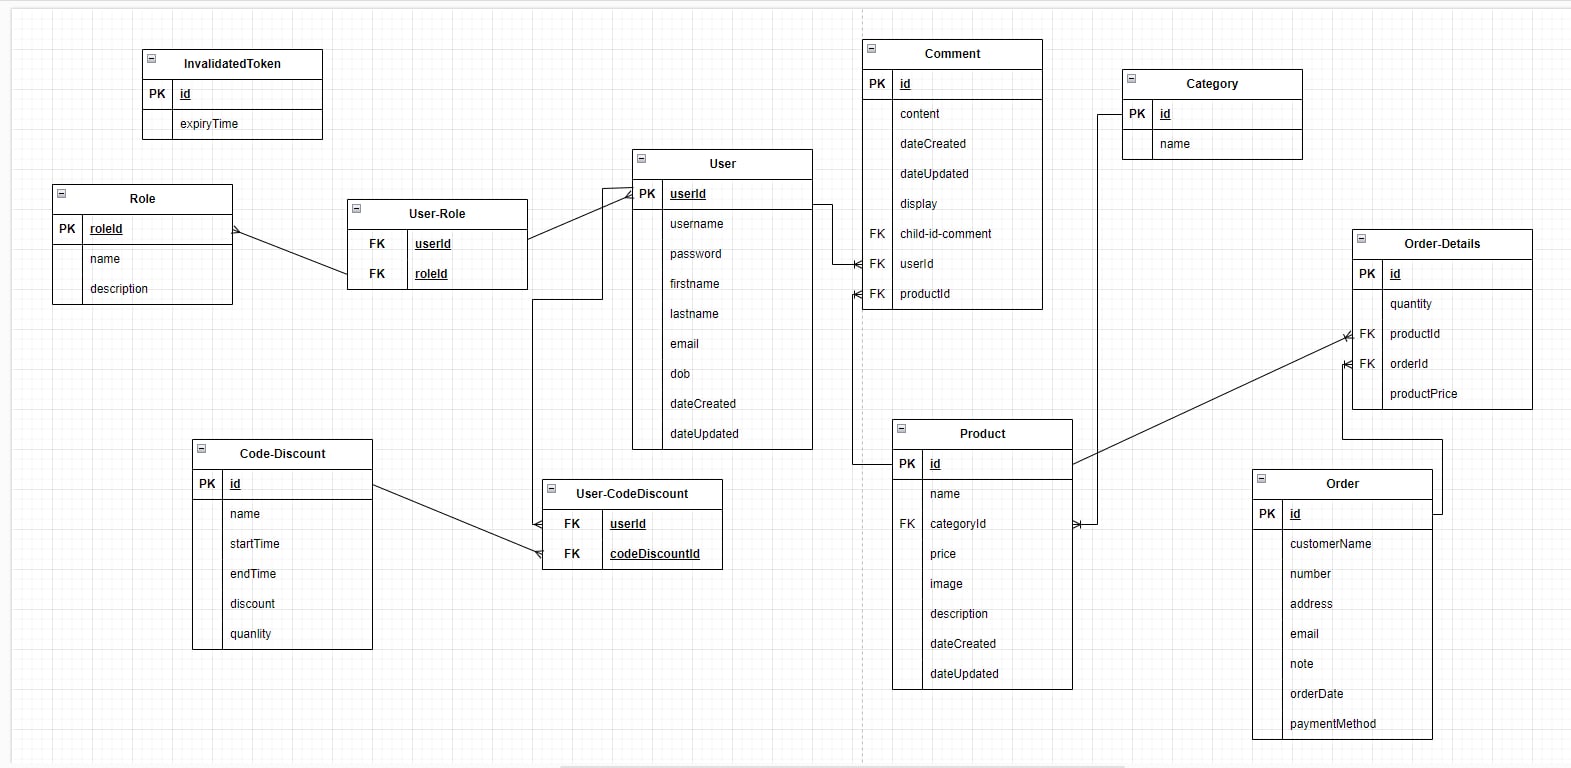 InvalidatedToken
PK id
expiryTime
Role
PK roleId
name
description
User-Role
FK userId
FK roleId
User
PK userId
username
password
firstname
lastname
email
dob
dateCreated
dateUpdated
Comment
PK id
content
dateCreated
dateUpdated
display
FK child-id-comment
FK userId
FK productId
Category
PK id
name
Order-Details
PK id
quantity
FK productId
FK orderId
productPrice
Code-Discount
PK id
name
startTime
endTime
discount
quanlity
User-CodeDiscount
FK userId
FK codeDiscountId
Product
PK id
name
FK categoryId
price
image
description
dateCreated
dateUpdated
Order
PK id
customerName
number
address
email
note
orderDate
paymentMethod